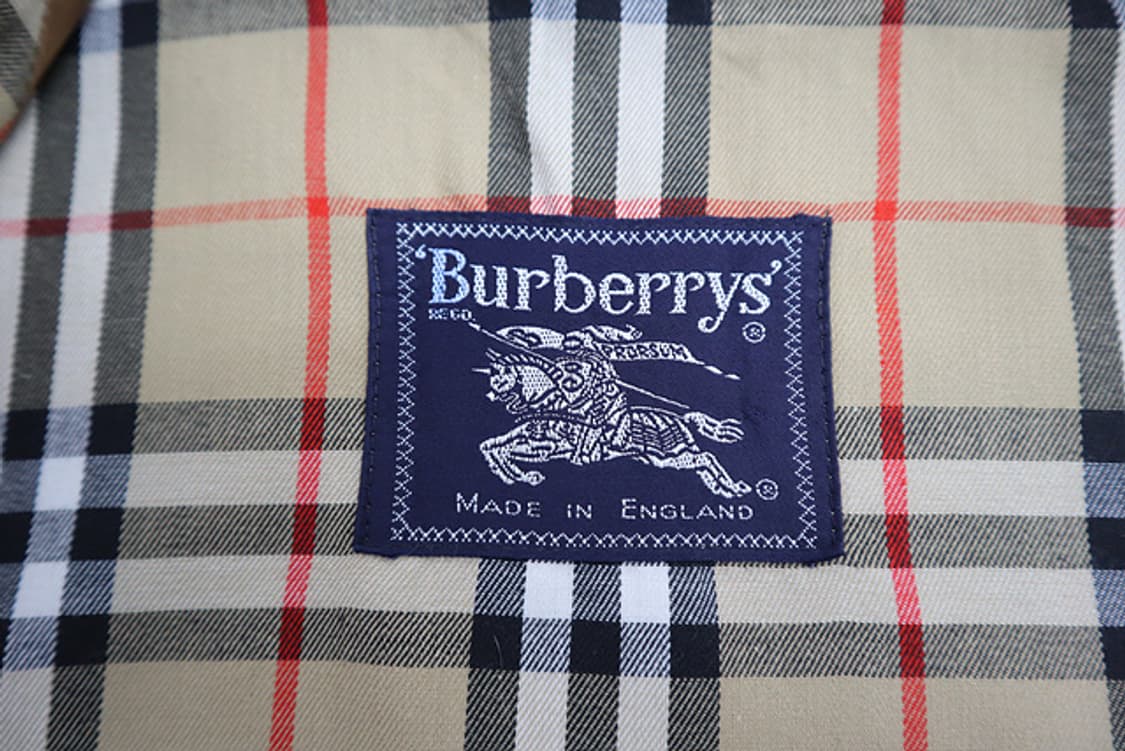 ‘Burberrys’
REGD.
®
PRORSUM
®
MADE IN ENGLAND